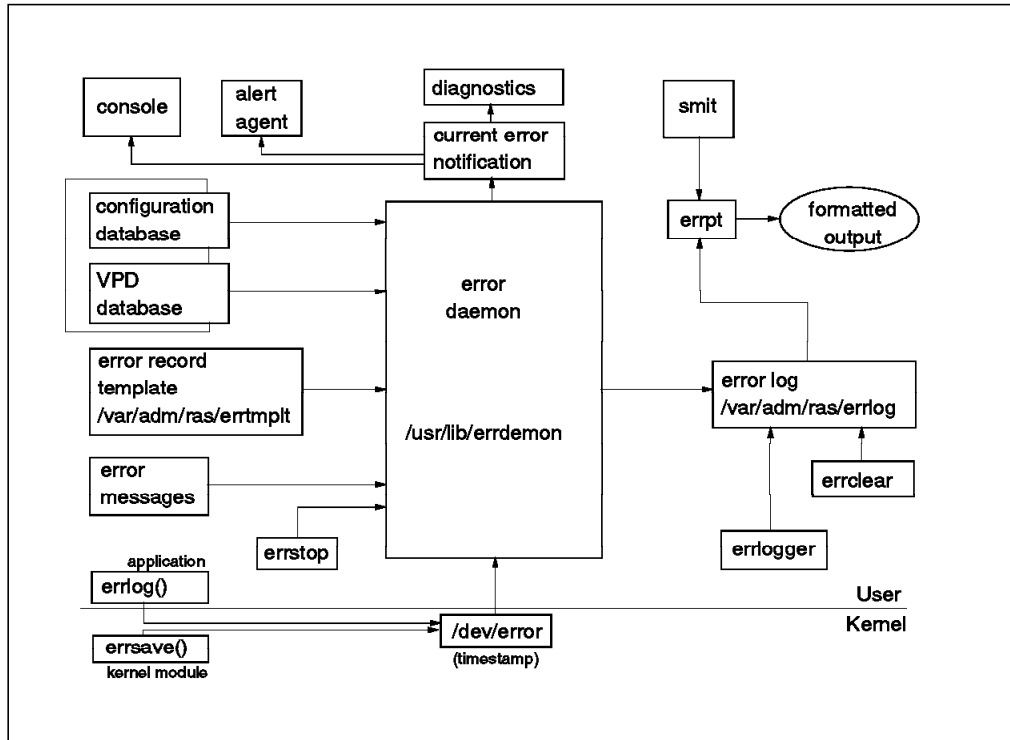 console
alert
agent
diagnostics
current error
notification
smit
configuration
database
VPD
database
error
daemon
/usr/lib/errdemon
errpt
formatted
output
error record
template
/var/adm/ras/errtmplt
error log
/var/adm/ras/errlog
error
messages
errstop
errclear
errlogger
application
errlog()
User
Kernel
/dev/error
(timestamp)
errsave()
kernel module